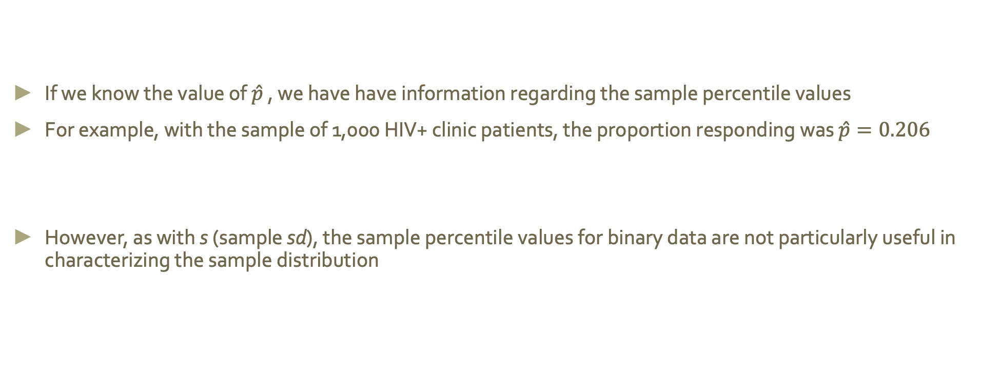 ► If we know the value of p̂ , we have have information regarding the sample percentile values
► For example, with the sample of 1,000 HIV+ clinic patients, the proportion responding was p̂ = 0.206
► However, as with s (sample sd), the sample percentile values for binary data are not particularly useful in
characterizing the sample distribution